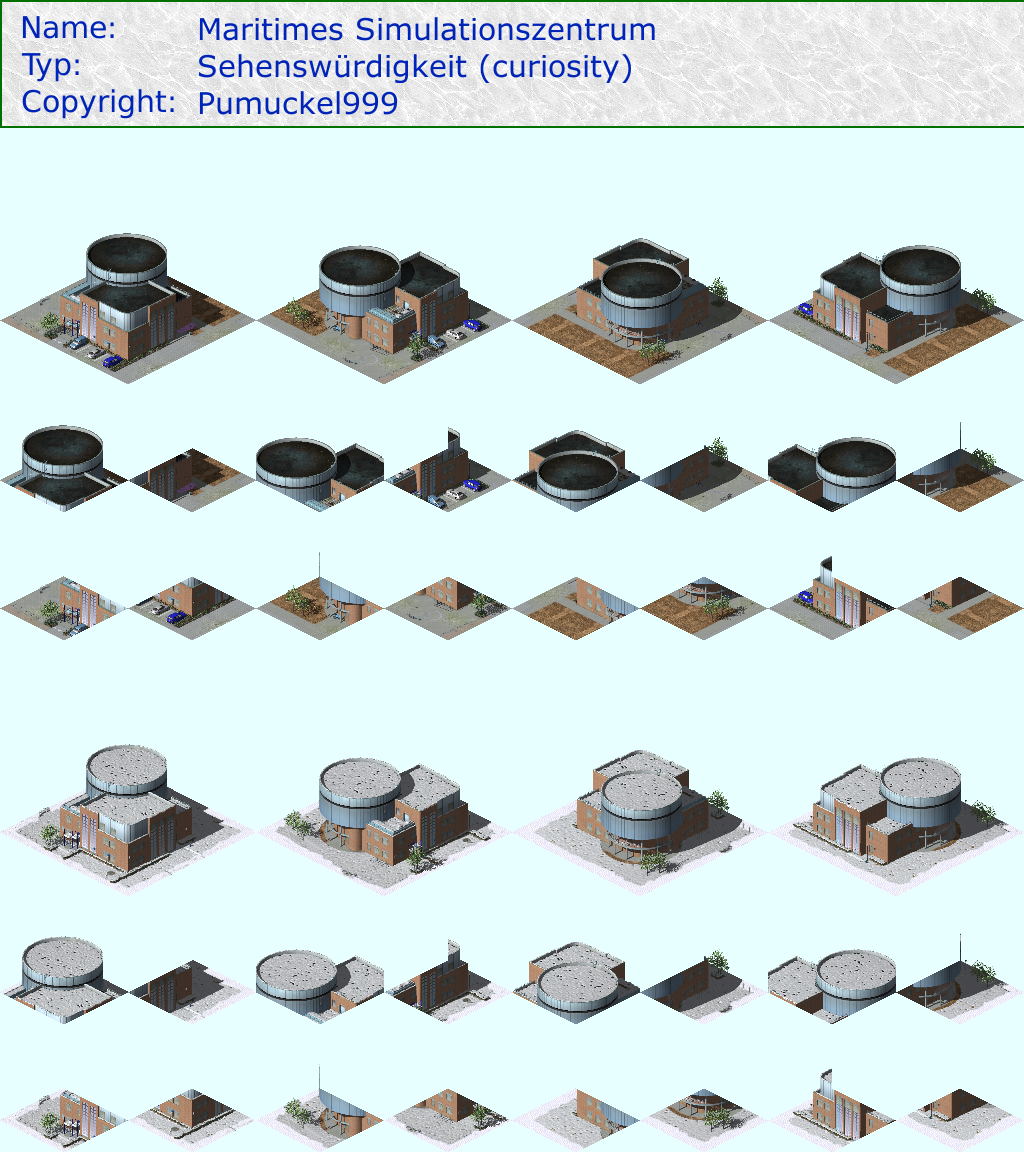 Name: Maritimes Simulationszentrum
Typ: Sehenswürdigkeit (curiosity)
Copyright: Pumuckel999